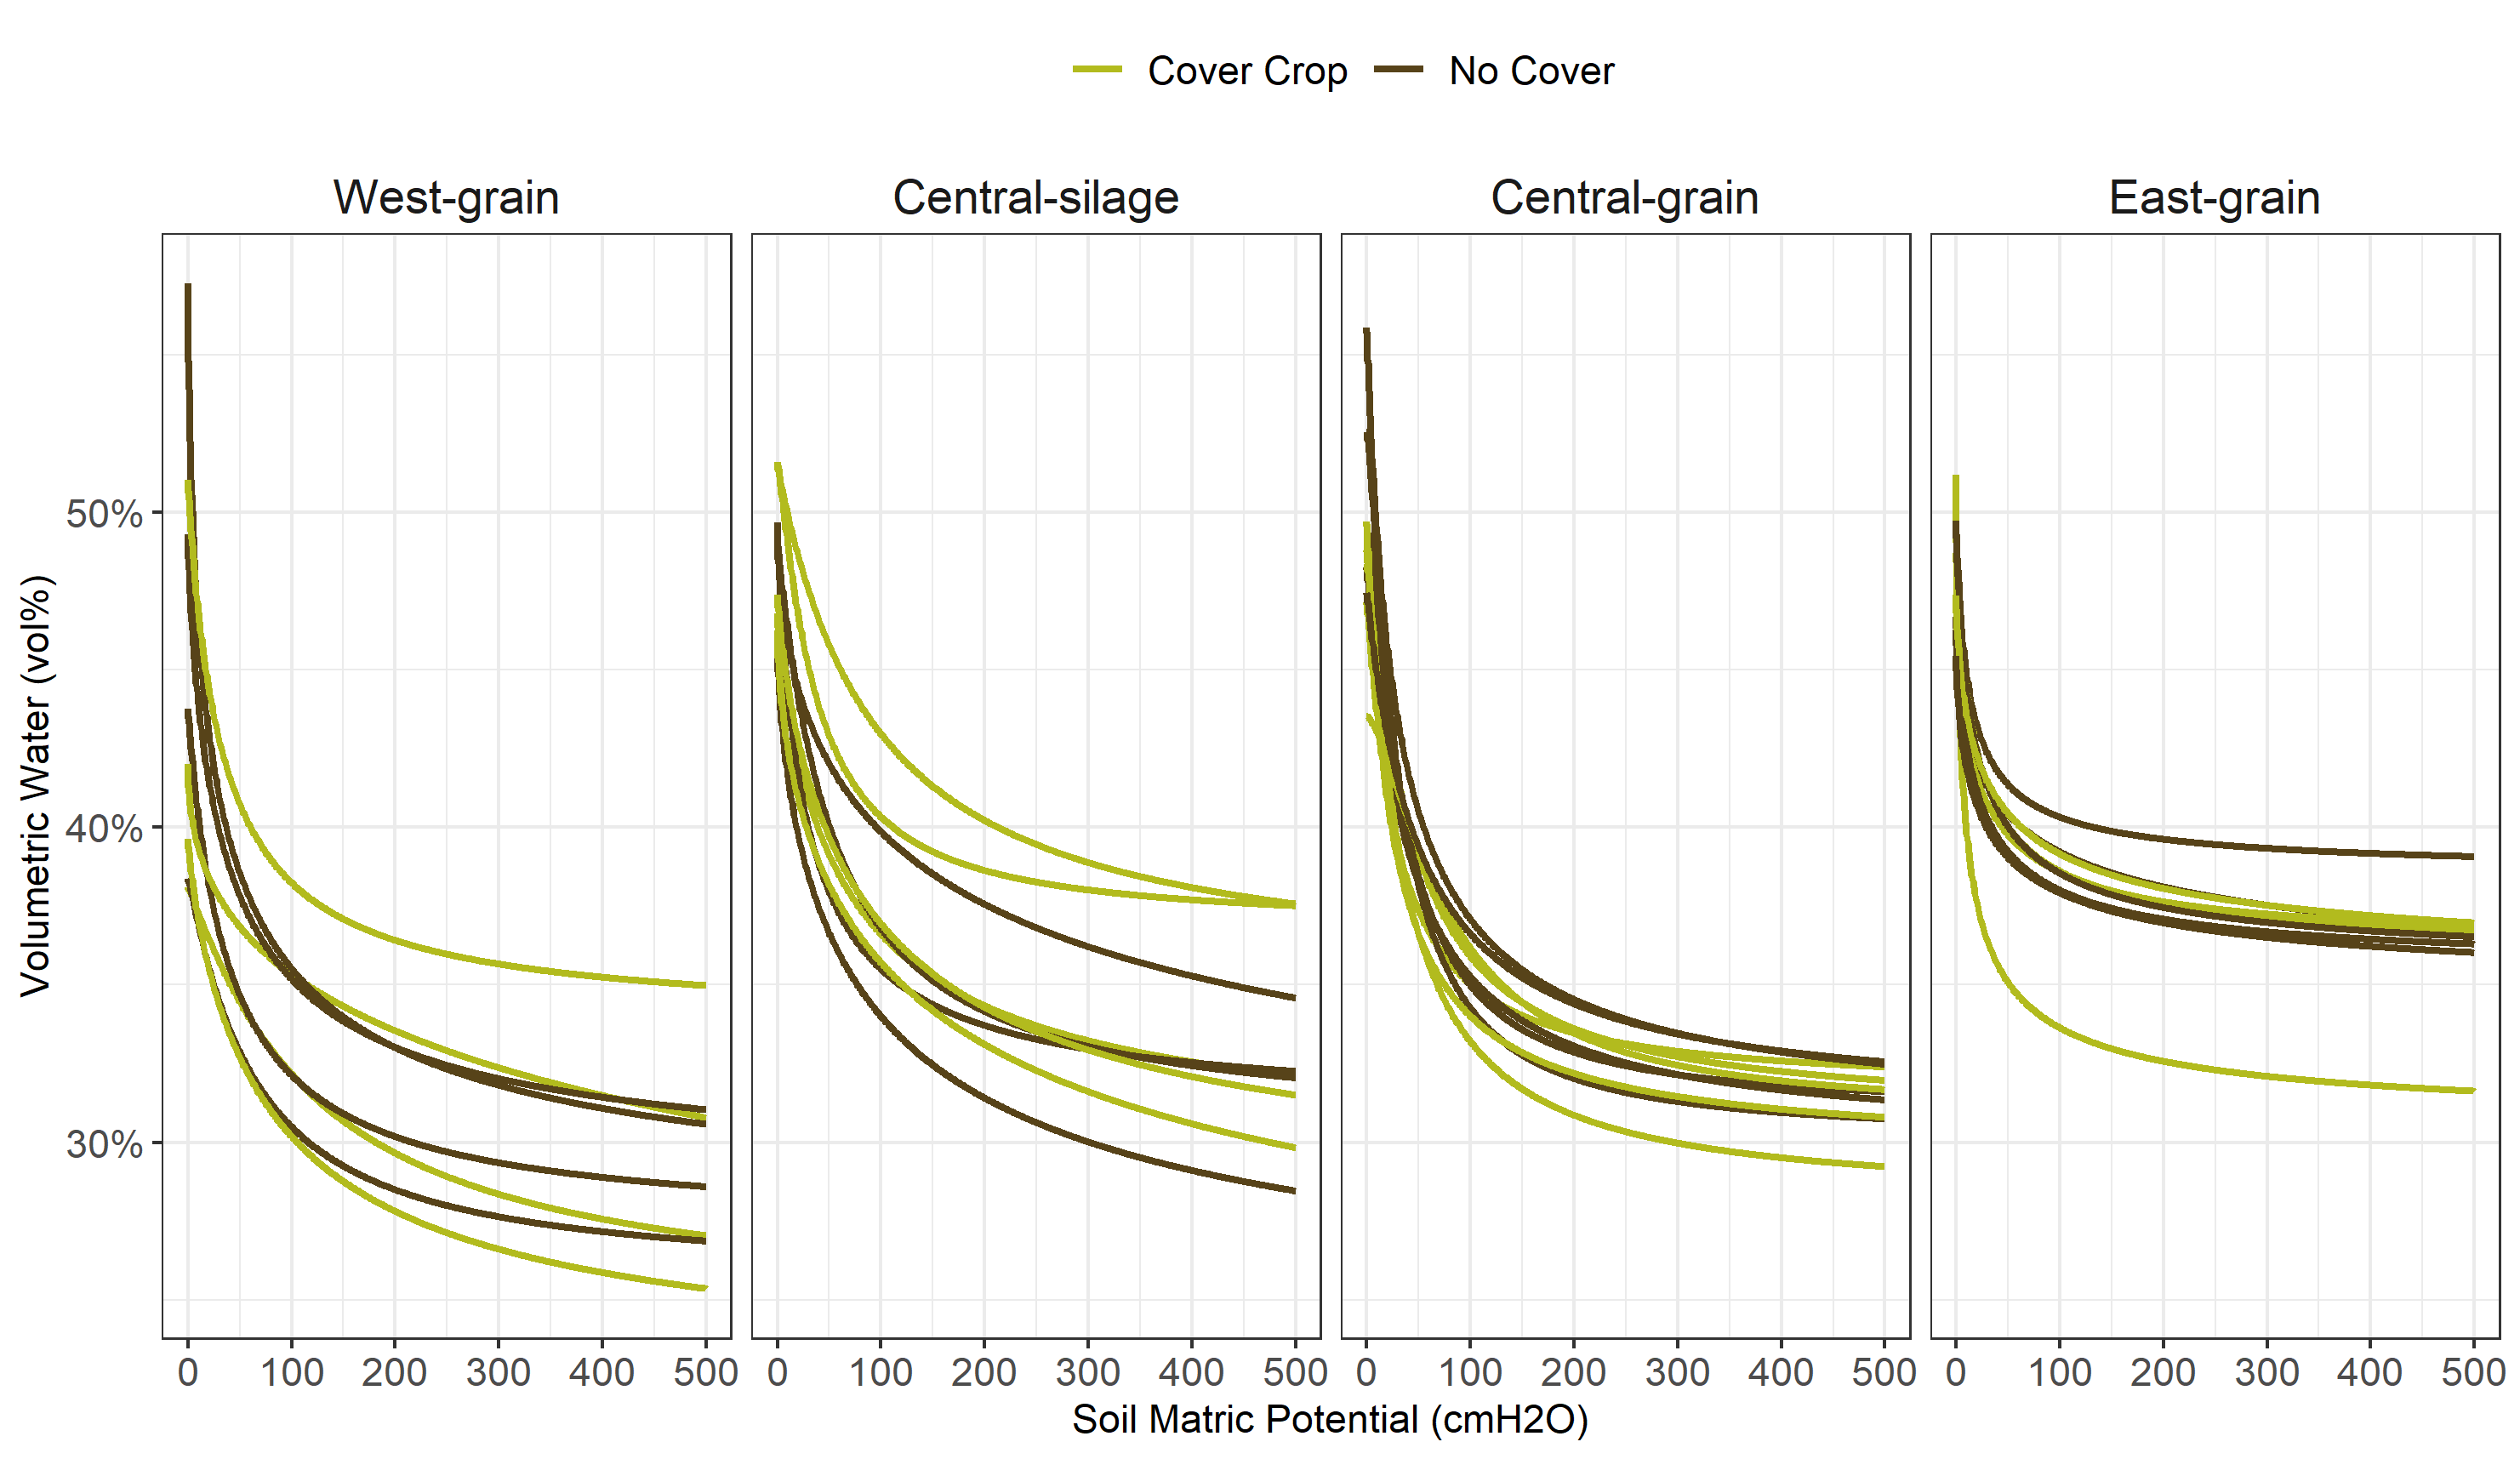 Cover Crop No Cover
West-grain Central-silage Central-grain East-grain
Volumetric Water (vol%)
50%
40%
30%
0 100 200 300 400 500 0 100 200 300 400 500 0 100 200 300 400 500 0 100 200 300 400 500
Soil Matric Potential (cmH2O)